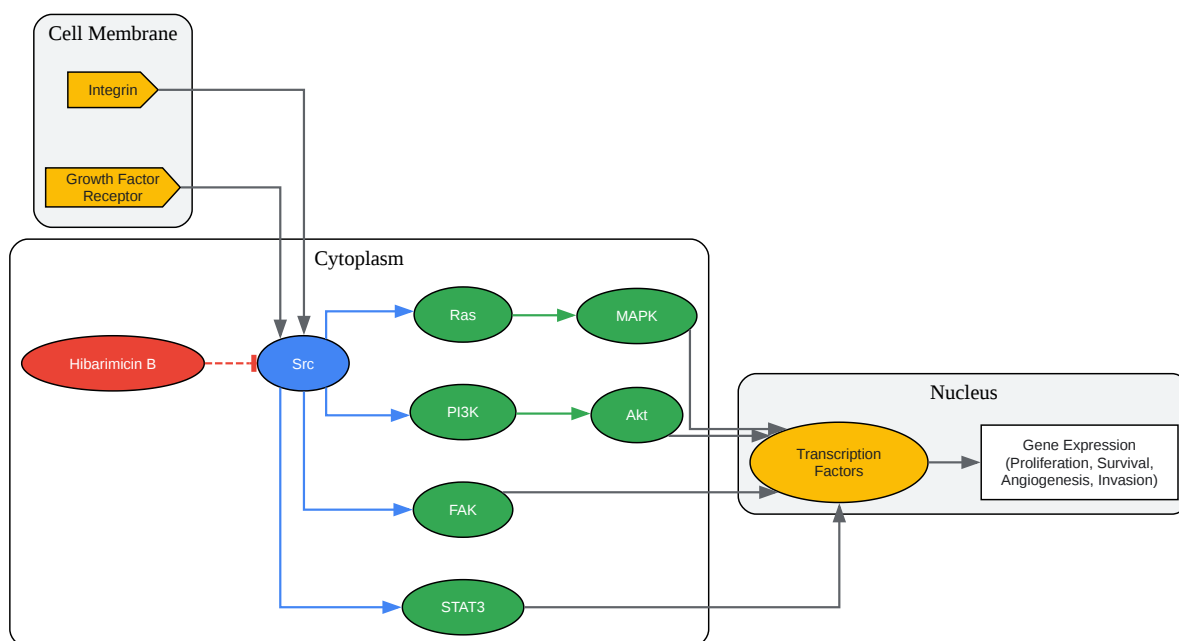 Cell Membrane
Integrin
Growth Factor
Receptor
Cytoplasm
Ras
MAPK
Hibarimicin B
Src
PI3K
Akt
FAK
STAT3
Nucleus
Transcription
Factors
Gene Expression
(Proliferation, Survival,
Angiogenesis, Invasion)